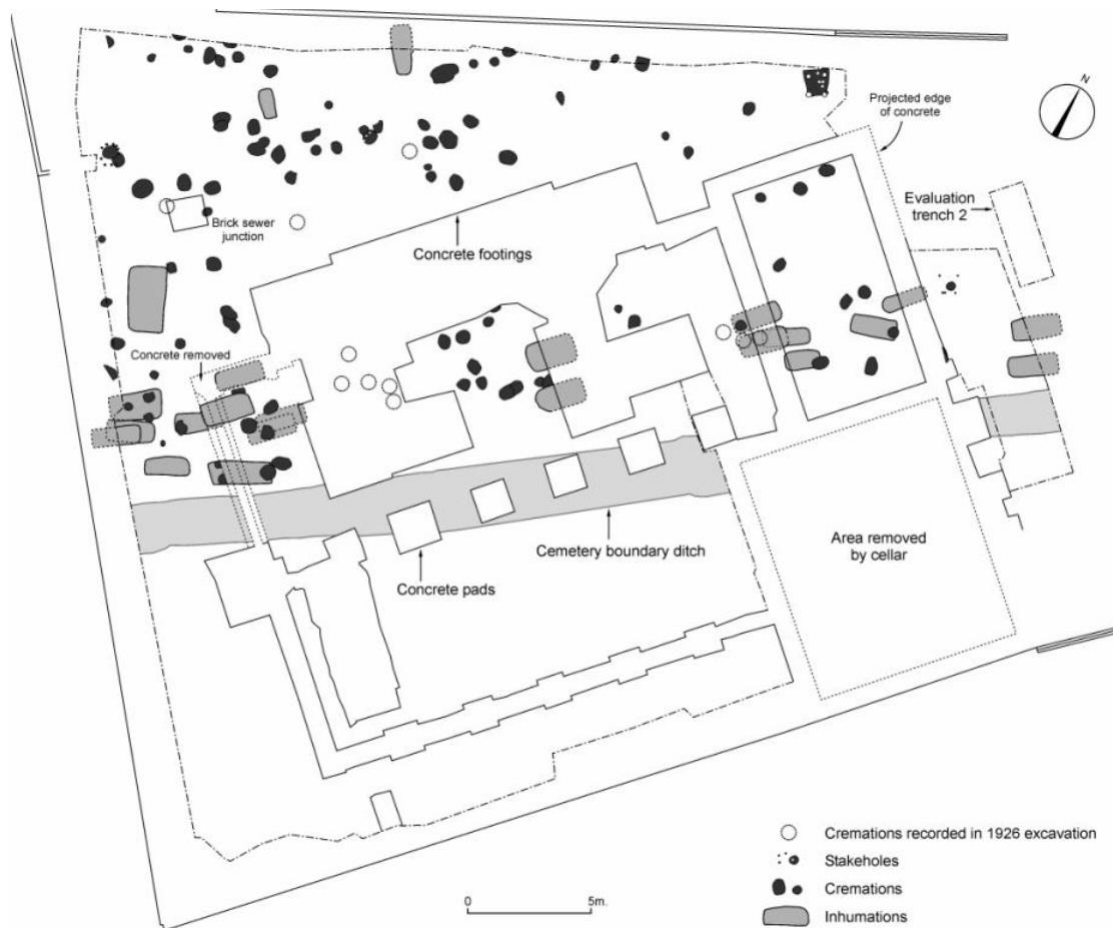 N
Projected edge
of concrete
Evaluation
trench 2
Brick sewer
junction
Concrete footings
Concrete removed
Cemetery boundary ditch
Concrete pads
Area removed
by cellar
Cremations recorded in 1926 excavation
Stakeholes
Cremations
Inhumations
0 5m.